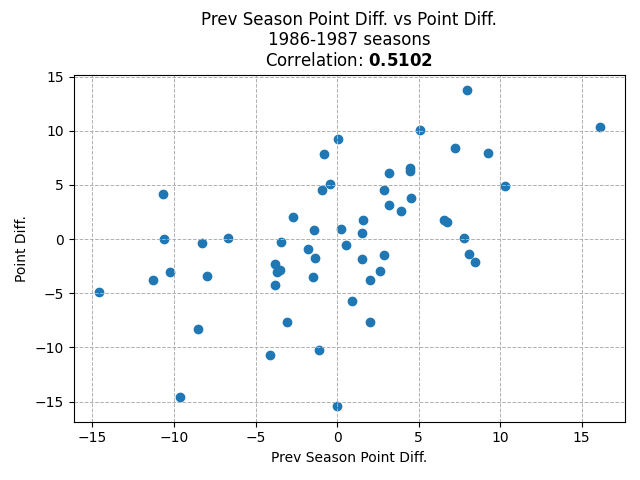 Prev Season Point Diff. vs Point Diff.
1986-1987 seasons
Correlation: 0.5102
15
10
5
0
−5
−10
−15
Point Diff.
−15 −10 −5 0 5 10 15
Prev Season Point Diff.